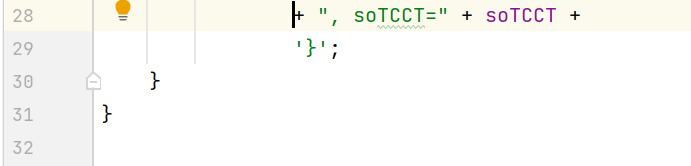 28 + ", soTCCT=" + soTCCT +
29 '}';
30 }
31 }
32